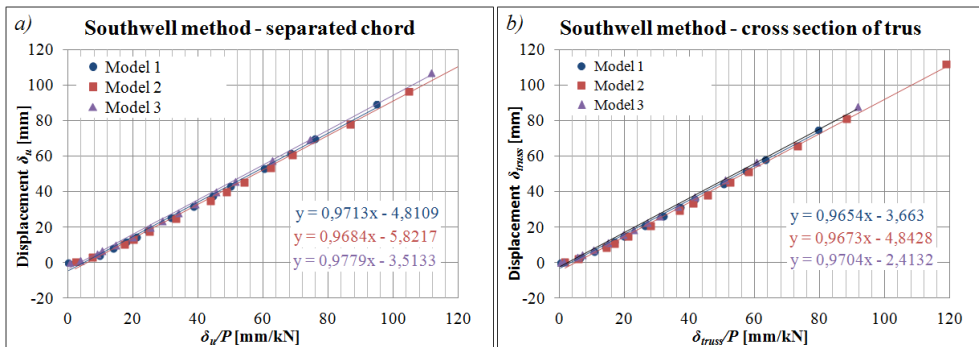 a)
Southwell method - separated chord
Displacement δu [mm]
120
100
80
60
40
20
0
-20
Model 1
Model 2
Model 3
y = 0,9713x - 4,8109
y = 0,9684x - 5,8217
y = 0,9779x - 3,5133
0 20 40 60 80 100 120
δu/P [mm/kN]
b)
Southwell method - cross section of trus
Displacement δtruss [mm]
120
100
80
60
40
20
0
-20
Model 1
Model 2
Model 3
y = 0,9654x - 3,663
y = 0,9673x - 4,8428
y = 0,9704x - 2,4132
0 20 40 60 80 100 120
δtruss/P [mm/kN]